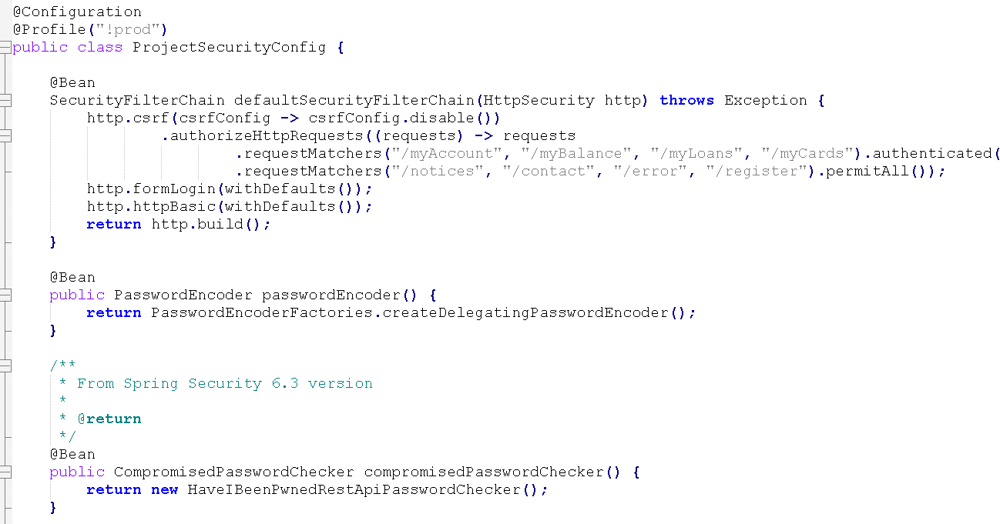 @Configuration
@Profile("!prod")
public class ProjectSecurityConfig {
@Bean
SecurityFilterChain defaultSecurityFilterChain(HttpSecurity http) throws Exception {
http.csrf(csrfConfig -> csrfConfig.disable())
.authorizeHttpRequests((requests) -> requests
.requestMatchers("/myAccount", "/myBalance", "/myLoans", "/myCards").authenticated(
.requestMatchers("/notices", "/contact", "/error", "/register").permitAll());
http.formLogin(withDefaults());
http.httpBasic(withDefaults());
return http.build();
}
@Bean
public PasswordEncoder passwordEncoder() {
return PasswordEncoderFactories.createDelegatingPasswordEncoder();
}
/**
* From Spring Security 6.3 version
*
* @return
*/
@Bean
public CompromisedPasswordChecker compromisedPasswordChecker() {
return new HaveIBeenPwnedRestApiPasswordChecker();
}